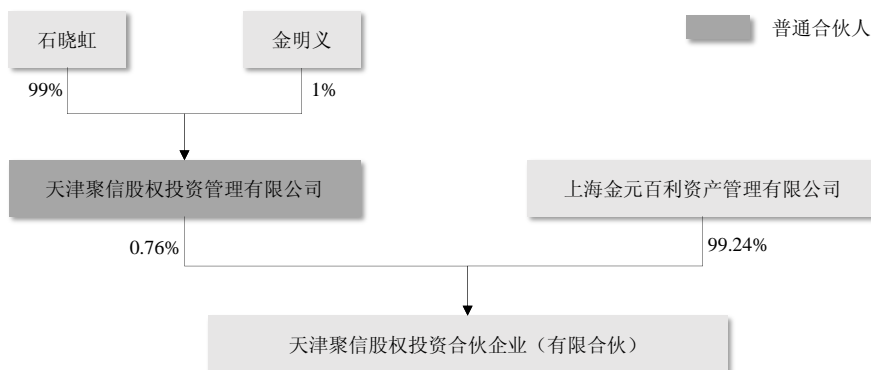 石晓虹
金明义
普通合伙人
99%
1%
天津聚信股权投资管理有限公司
上海金元百利资产管理有限公司
0.76%
99.24%
天津聚信股权投资合伙企业（有限合伙）